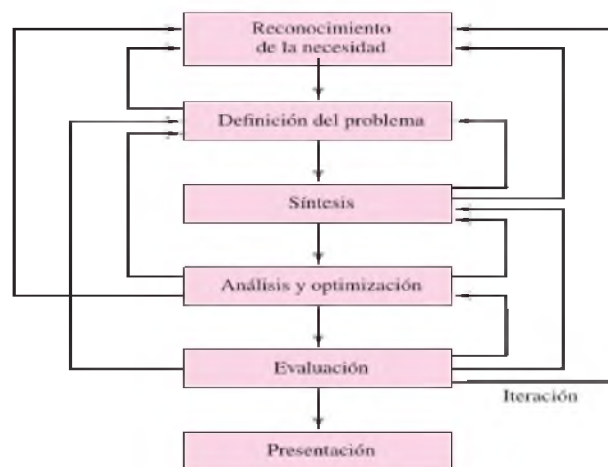 Reconocimiento
de la necesidad
Definición del problema
Síntesis
Análisis y optimización
Evaluación
Iteración
Presentación